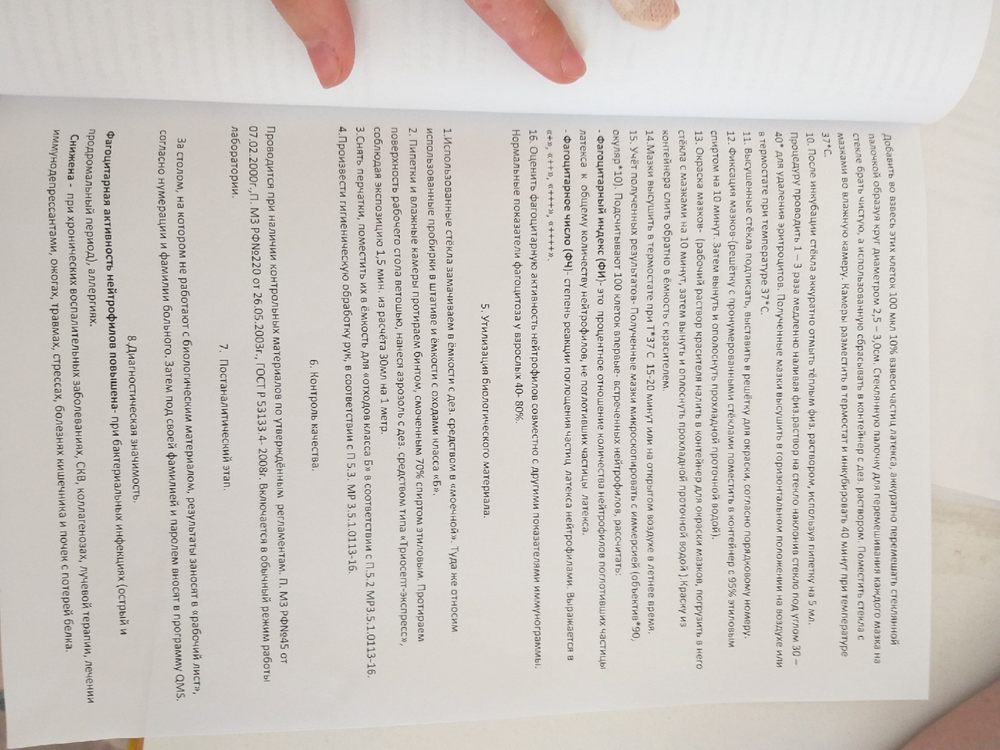 Добавить во взвесь этих клеток 100 мкл 10% взвеси частиц латекса, аккуратно перемешать стеклянной
палочкой образуя круг диаметром 2,5 – 3,0см. Стеклянную палочку для перемешивания каждого мазка на
стекле брать чистую, а использованную сбрасывать в контейнер с дез. раствором. Поместить стекла с
мазками во влажную камеру. Камеры разместить в термостат и инкубировать 40 минут при температуре
37*С.
10. После инкубации стёкла аккуратно отмыть тёплым физ. раствором, используя пипетку на 5 мл.
Процедуру проводить 1 – 3 раза медленно наливая физ.раствор на стекло наклонив стекло под углом 30 –
40* для удаления эритроцитов. Полученные мазки высушить в горизонтальном положении на воздухе или
в термостате при температуре 37*С.
11. Высушенные стёкла подписать, выставить в решётку для окраски, согласно порядковому номеру.
12. Фиксация мазков-(решётку с пронумерованными стёклами поместить в контейнер с 95% этиловым
спиртом на 10 минут. Затем вынуть и ополоснуть прохладной проточной водой).
13. Окраска мазков- (рабочий раствор красителя налить в контейнер для окраски мазков, погрузить в него
стёкла с мазками на 10 минут, затем вынуть и оплоснуть прохладной проточной водой ).Краску из
контейнера слить обратно в ёмкость с красителем.
14.Мазки высушить в термостате при Т*37 С 15-20 минут или на открытом воздухе в летнее время.
15. Учёт полученных результатов- Полученные мазки микроскопировать с иммерсией (объектив*90,
окуляр*10). Подсчитывают 100 клеток впервые- встреченных нейтрофилов, рассчитать:
- Фагоцитарный индекс (ФИ)- это процентное отношение количества нейтрофилов поглотивших частицы
латекса к общему количеству нейтрофилов, не поглотивших частицы латекса.
- Фагоцитарное число (ФЧ)- степень реакции поглощения частиц латекса нейтрофилами. Выражается в
«+», «++», «+++», «++++».
16. Оценить фагоцитарную активность нейтрофилов совместно с другими показателями иммунограммы.
Нормальные показатели фагоцитоза у взрослых 40- 80%.
5. Уилизация биологического материала.
1.Использованные стёкла замачиваем в ёмкости с дез. средством в «моечной». Туда же относим
использованные пробирки в штативе и ёмкости с оходами класса «Б».
2. Пипетки и влажные камеры протираем бинтом, смоченным 70% спиртом этиловым. Протираем
поверхность рабочего стола ветошью, нанеся аэрозоль с дез. средством типа «Триосепт-экспресс»,
соблюдая экспозицию 1,5 мин. из расчёта 30мл на 1 метр.
3.Снять перчатки, поместить их в ёмкость для «отходов класса Б» в соответствии с П.5.2 МР3.5.1.0113-16.
4.Произвести гигиеническую обработку рук, в соответствии с П 5.3. МР 3.5.1.0113-16.
6. Контроль качества.
Проводится при наличии контрольных материалов по утверждённым регламентам. П. МЗ РФ№45 от
07.02.2000г.,П. МЗ РФ№220 от 26.05.2003г., ГОСТ Р 53133.4- 2008г. Включается в обычный режим работы
лаборатории.
7. Постаналитический этап.
За столом, на котором не работают с биологическим материалом, результаты заносят в «рабочий лист»,
согласно нумерации и фамилии больного. Затем под своей фамилией и паролем вносят в программу QMS.
8.Диагностическая значимость.
Фагоцитарная активность нейтрофилов повышена- при бактериальных инфекциях (острый и
продромальный период), аллергиях.
Снижена - при хронических воспалительных заболеваниях, СКВ, коллагенозах, лучевой терапии, лечении
иммунодепрессантами, ожогах, травмах, стрессах, болезнях кишечника и почек с потерей белка.